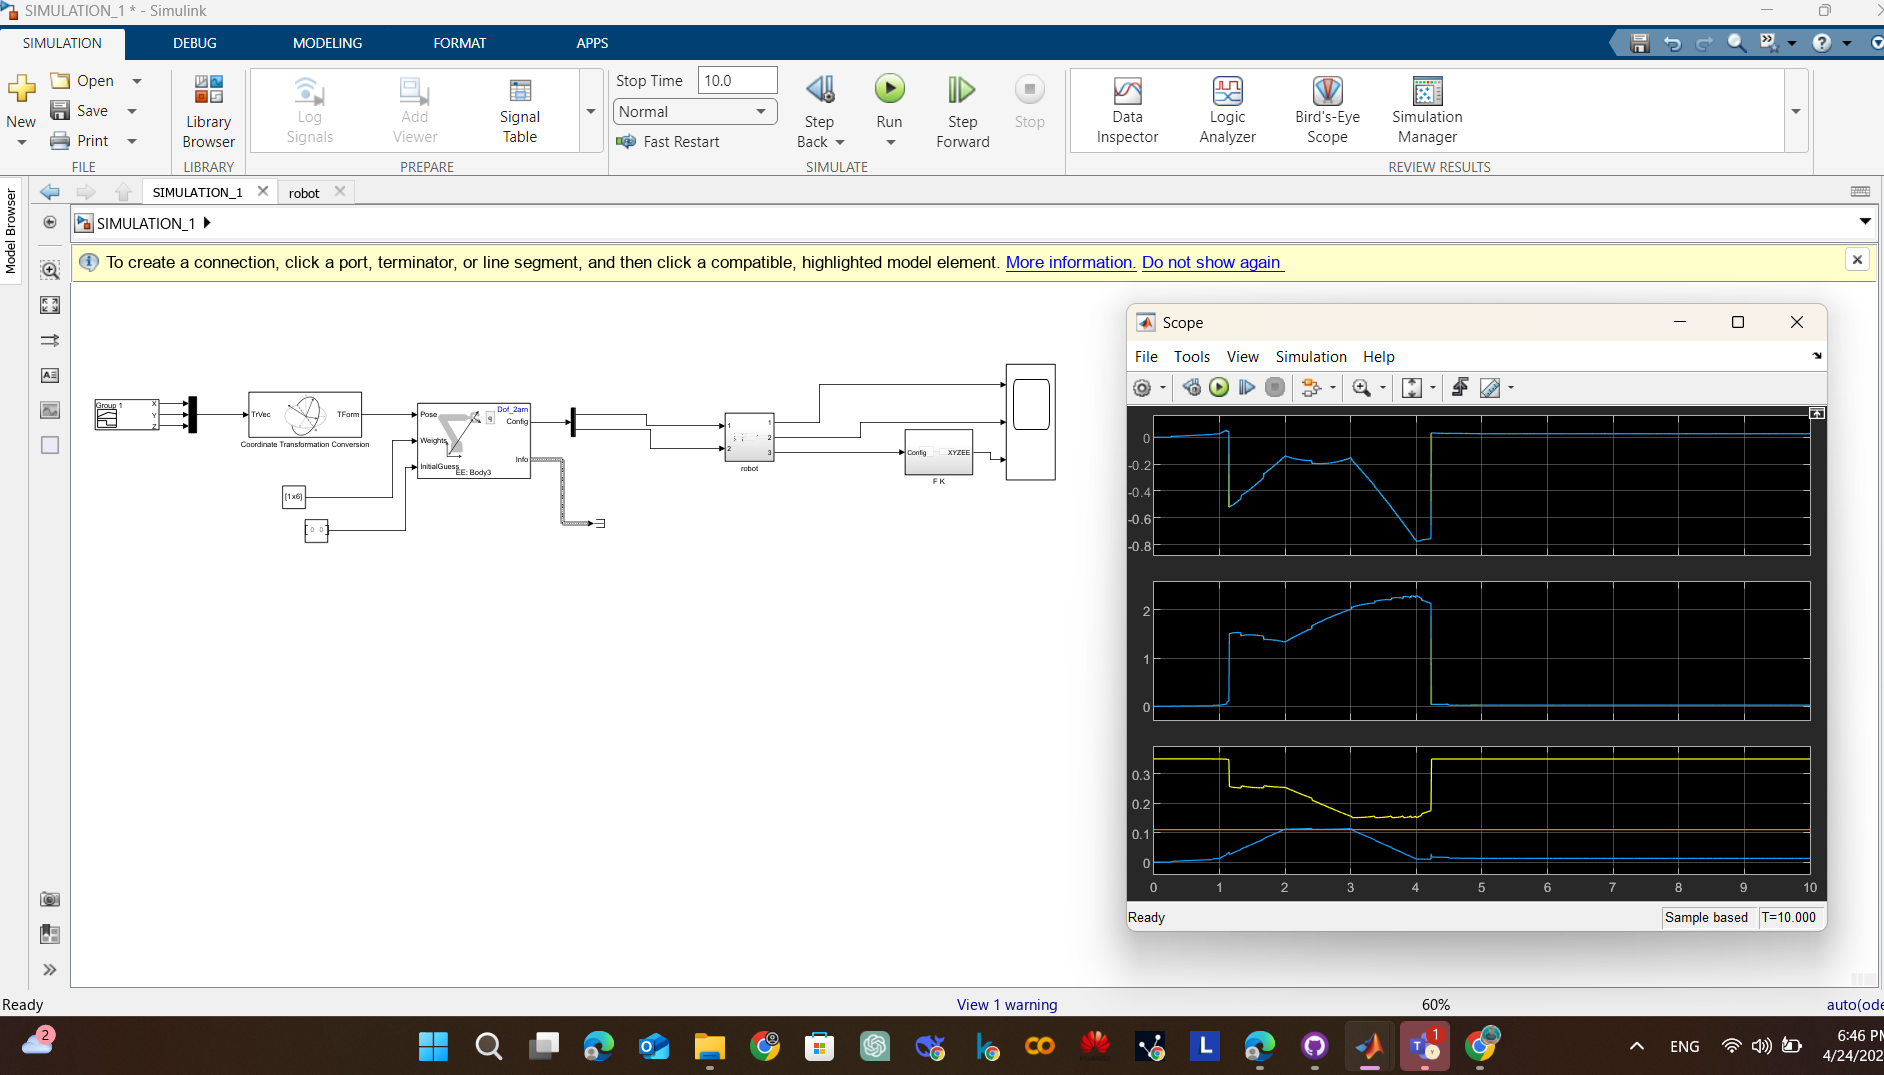 SIMULATION_1 * - Simulink
SIMULATION DEBUG MODELING FORMAT APPS
New
Open
Save
Print
FILE
Library Browser
LIBRARY
Log Signals
Add Viewer
Signal Table
PREPARE
Stop Time 10.0
Normal
Fast Restart
Step Back
Run
Step Forward
Stop
SIMULATE
Data Inspector
Logic Analyzer
Bird's-Eye Scope
Simulation Manager
REVIEW RESULTS
Model Browser
SIMULATION_1
robot
SIMULATION_1
To create a connection, click a port, terminator, or line segment, and then click a compatible, highlighted model element. More information. Do not show again
Group 1
X
Y
Z
TrVec TForm
Coordinate Transformation Conversion
Pose
Weights
InitialGuess
Dof_2arn
Config
Info
EE: Body3
[1x6]
[ 0 0 ]
1
2
1
2
3
robot
Config XYZEE
F K
Scope
File Tools View Simulation Help
0
-0.2
-0.4
-0.6
-0.8
2
1
0
0.3
0.2
0.1
0
0 1 2 3 4 5 6 7 8 9 10
Ready Sample based T=10.000
Ready View 1 warning 60% auto(ode
2
1
ENG
6:46 PM
4/24/202